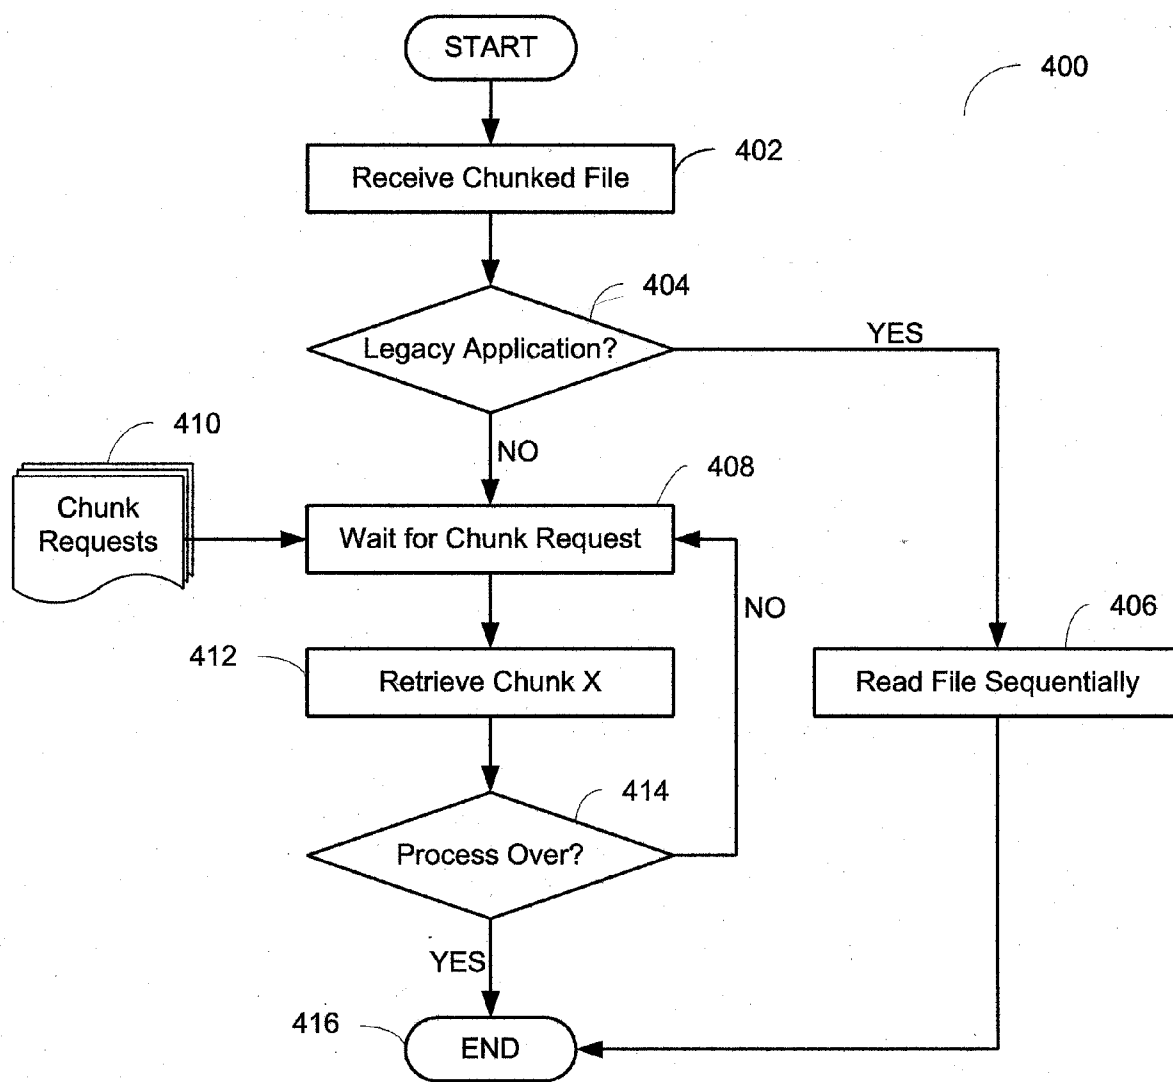 START
400
Receive Chunked File
402
Legacy Application?
404
YES
NO
410
Chunk
Requests
Wait for Chunk Request
408
NO
412
Retrieve Chunk X
406
Read File Sequentially
Process Over?
414
YES
416
END